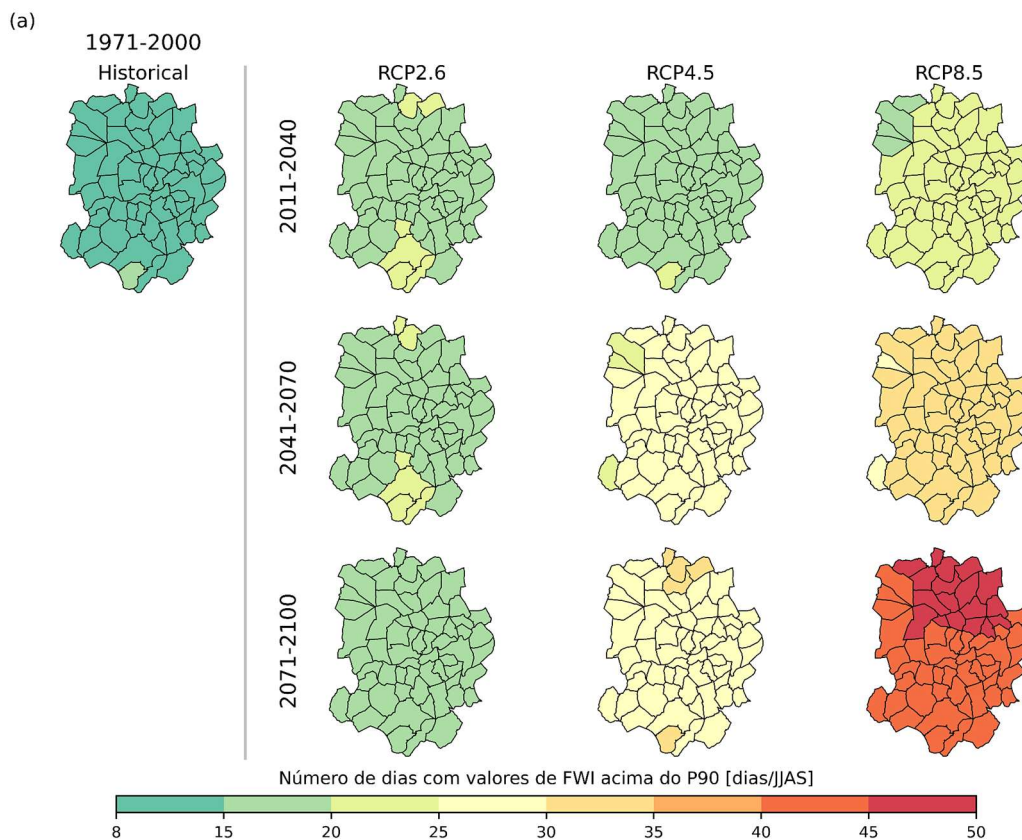 (a)
1971-2000
Historical
RCP2.6
RCP4.5
RCP8.5
2011-2040
2041-2070
2071-2100
Número de dias com valores de FWI acima do P90 [dias/JJAS]
8 15 20 25 30 35 40 45 50